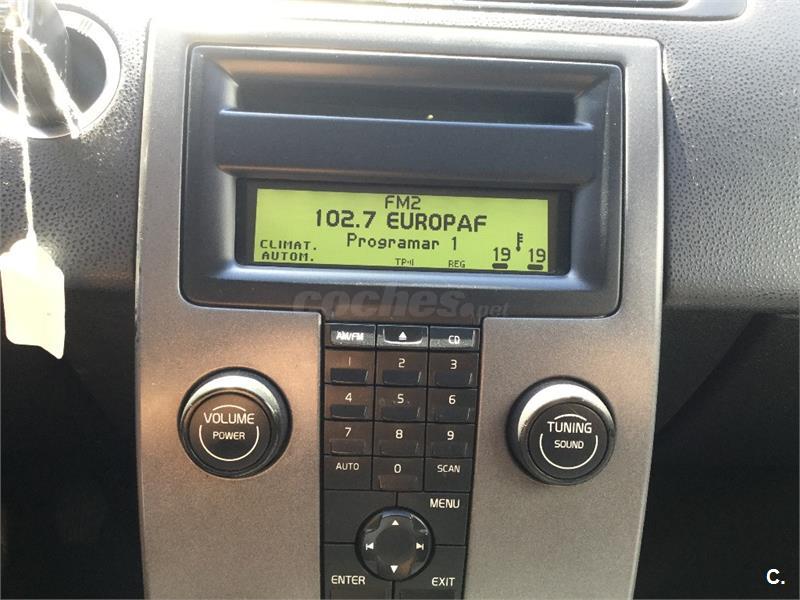 FM2
102.7 EUROPAF
Programar 1
CLIMAT.
AUTOM.
TP
REG
19 19
coches.net
AM/FM
CD
1 2 3
4 5 6
7 8 9
AUTO 0 SCAN
VOLUME
POWER
TUNING
SOUND
MENU
ENTER EXIT
C.